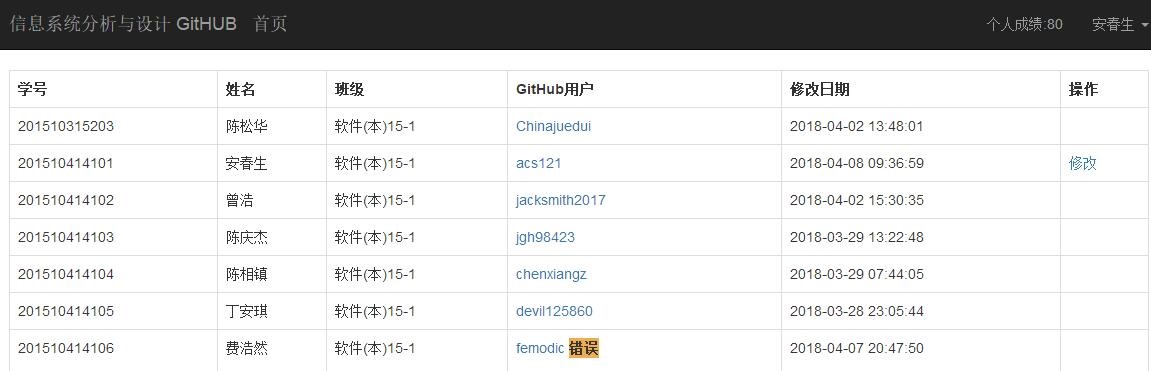 信息系统分析与设计 GitHUB 首页 个人成绩:80 安春生
学号 姓名 班级 GitHub用户 修改日期 操作
201510315203 陈松华 软件(本)15-1 Chinajuedui 2018-04-02 13:48:01
201510414101 安春生 软件(本)15-1 acs121 2018-04-08 09:36:59 修改
201510414102 曾浩 软件(本)15-1 jacksmith2017 2018-04-02 15:30:35
201510414103 陈庆杰 软件(本)15-1 jgh98423 2018-03-29 13:22:48
201510414104 陈相镇 软件(本)15-1 chenxiangz 2018-03-29 07:44:05
201510414105 丁安琪 软件(本)15-1 devil125860 2018-03-28 23:05:44
201510414106 费浩然 软件(本)15-1 femodic 错误 2018-04-07 20:47:50